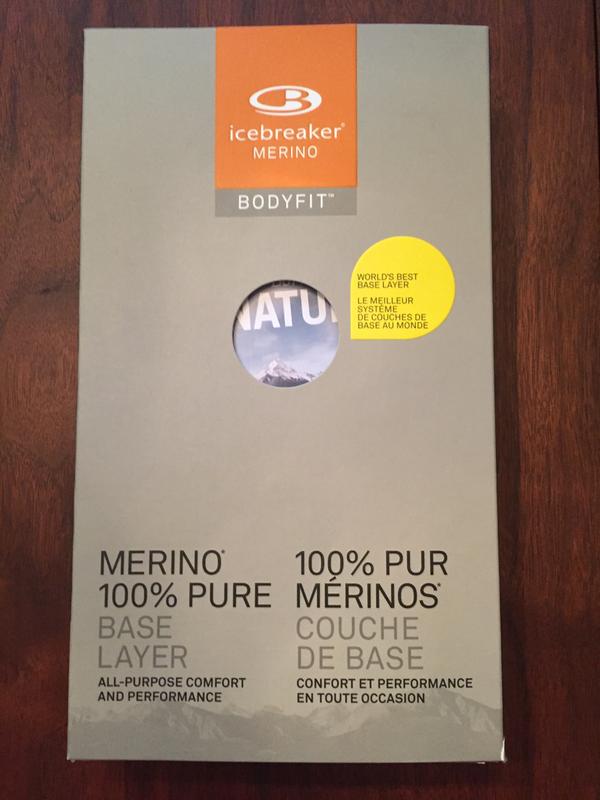 icebreaker®
MERINO
BODYFIT™
WORLD'S BEST
BASE LAYER
LE MEILLEUR
SYSTÈME
DE COUCHES DE
BASE AU MONDE
NATU
MERINO*
100% PURE
BASE
LAYER
ALL-PURPOSE COMFORT
AND PERFORMANCE
100% PUR
MÉRINOS*
COUCHE
DE BASE
CONFORT ET PERFORMANCE
EN TOUTE OCCASION